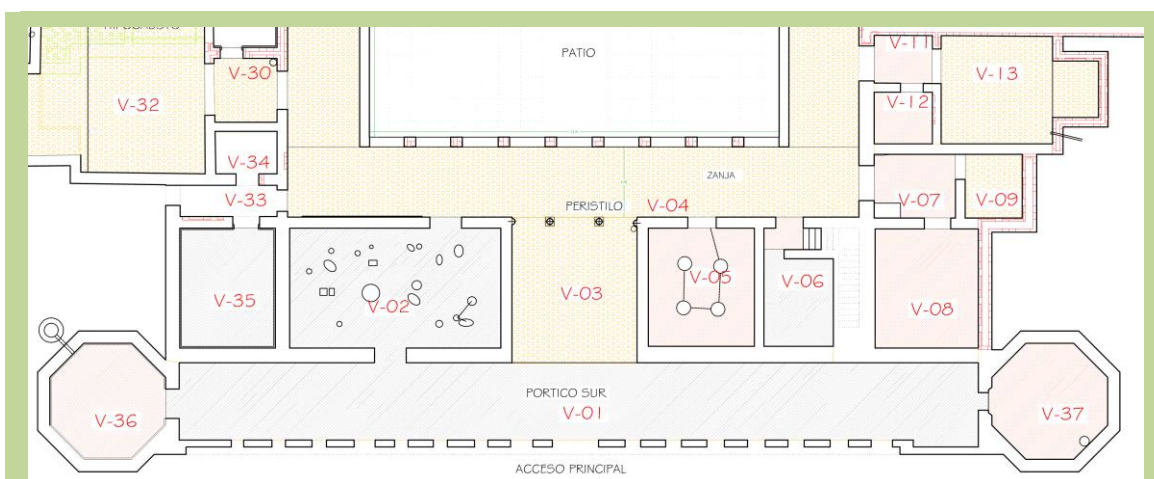 PATIO
V-11
V-13
V-30
V-32
V-12
V-34
ZANJA
V-33
PERISTILO
V-04
V-07
V-09
V-05
V-06
V-35
V-02
V-03
V-08
PORTICO SUR
V-01
V-36
V-37
ACCESO PRINCIPAL